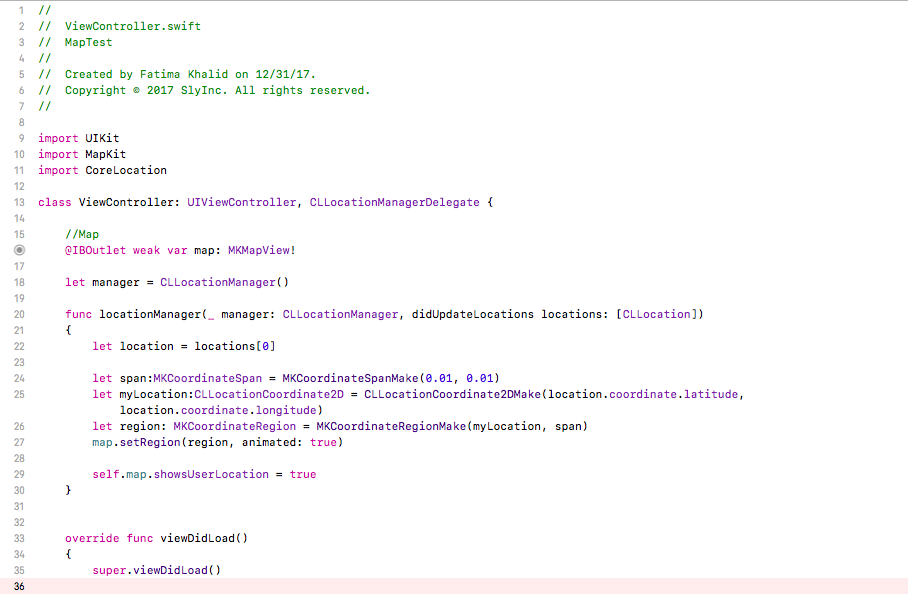 1 //
2 //  ViewController.swift
3 //  MapTest
4 //
5 //  Created by Fatima Khalid on 12/31/17.
6 //  Copyright © 2017 SlyInc. All rights reserved.
7 //
8
9 import UIKit
10 import MapKit
11 import CoreLocation
12
13 class ViewController: UIViewController, CLLocationManagerDelegate {
14
15     //Map
    @IBOutlet weak var map: MKMapView!
17
18     let manager = CLLocationManager()
19
20     func locationManager(_ manager: CLLocationManager, didUpdateLocations locations: [CLLocation])
21     {
22         let location = locations[0]
23
24         let span:MKCoordinateSpan = MKCoordinateSpanMake(0.01, 0.01)
25         let myLocation:CLLocationCoordinate2D = CLLocationCoordinate2DMake(location.coordinate.latitude,
            location.coordinate.longitude)
26         let region: MKCoordinateRegion = MKCoordinateRegionMake(myLocation, span)
27         map.setRegion(region, animated: true)
28
29         self.map.showsUserLocation = true
30     }
31
32
33     override func viewDidLoad()
34     {
35         super.viewDidLoad()
36